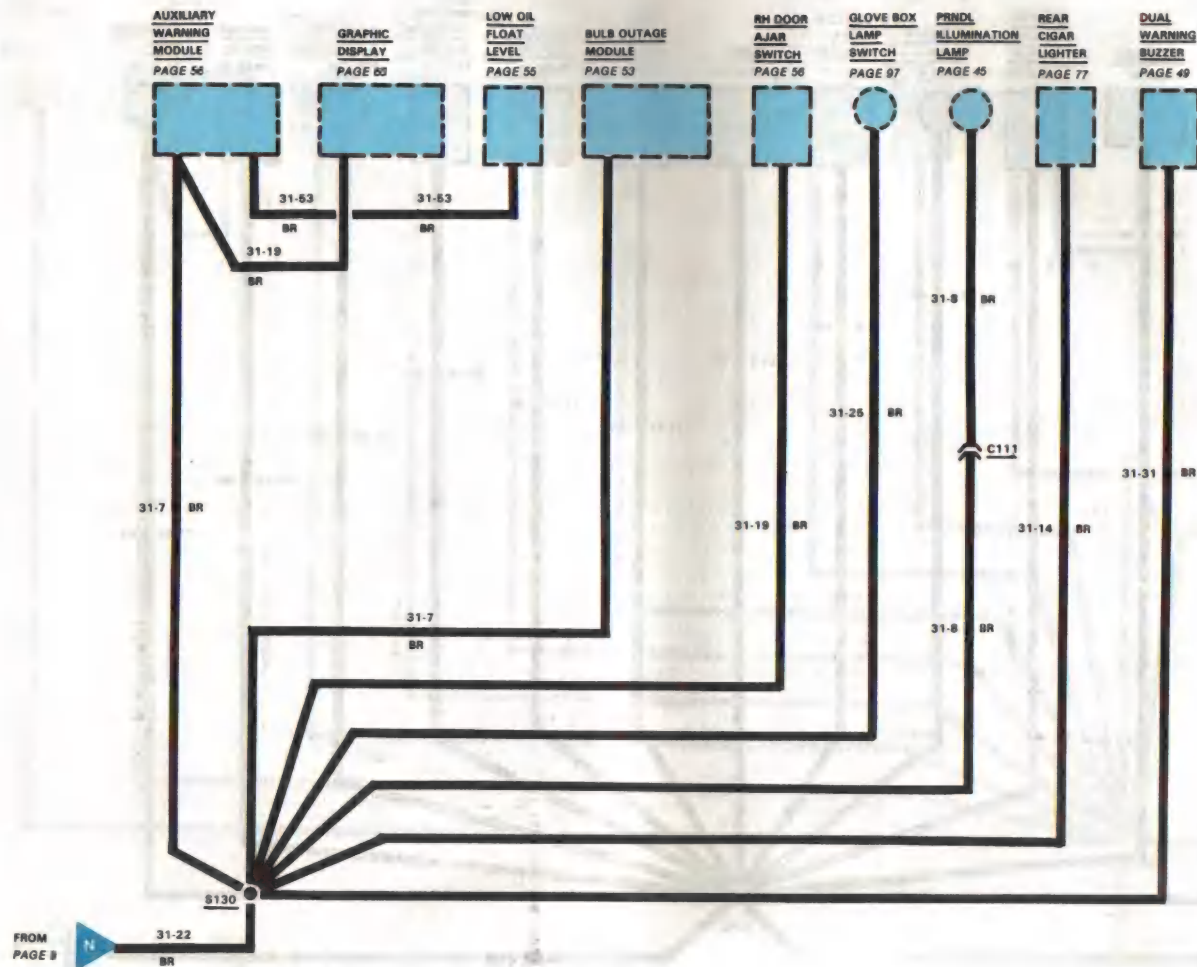 AUXILIARY
WARNING
MODULE
PAGE 56
GRAPHIC
DISPLAY
LOW OIL
FLOAT
LEVEL
PAGE 55
BULB OUTAGE
MODULE
PAGE 53
RH DOOR
AJAR
SWITCH
PAGE 56
GLOVE BOX
LAMP
SWITCH
PAGE 97
PRNDL
ILLUMINATION
LAMP
PAGE 45
REAR
CIGAR
LIGHTER
PAGE 77
DUAL
WARNING
BUZZER
PAGE 49
31-53
BR
31-53
BR
31-19
BR
31-8 BR
31-25 BR
C111
31-7 BR
31-19 BR
31-14 BR
31-31 BR
31-7
BR
31-8 BR
S130
FROM
PAGE 9
N
31-22
BR